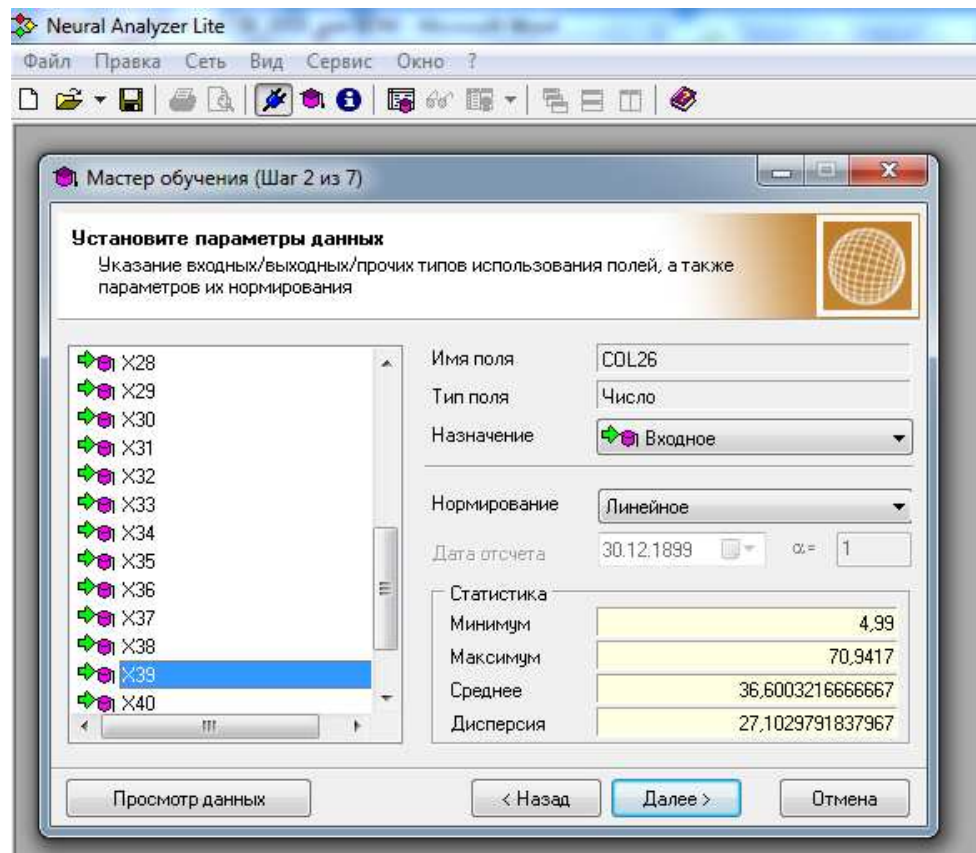 Neural Analyzer Lite
Файл Правка Сеть Вид Сервис Окно ?
Мастер обучения (Шаг 2 из 7)
Установите параметры данных
Указание входных/выходных/прочих типов использования полей, а также
параметров их нормирования
X28
X29
X30
X31
X32
X33
X34
X35
X36
X37
X38
X39
X40
Имя поля COL26
Тип поля Число
Назначение Входное
Нормирование Линейное
Дата отсчета 30.12.1899 α= 1
Статистика
Минимум 4,99
Максимум 70,9417
Среднее 36,6003216666667
Дисперсия 27,1029791837967
Просмотр данных < Назад Далее > Отмена